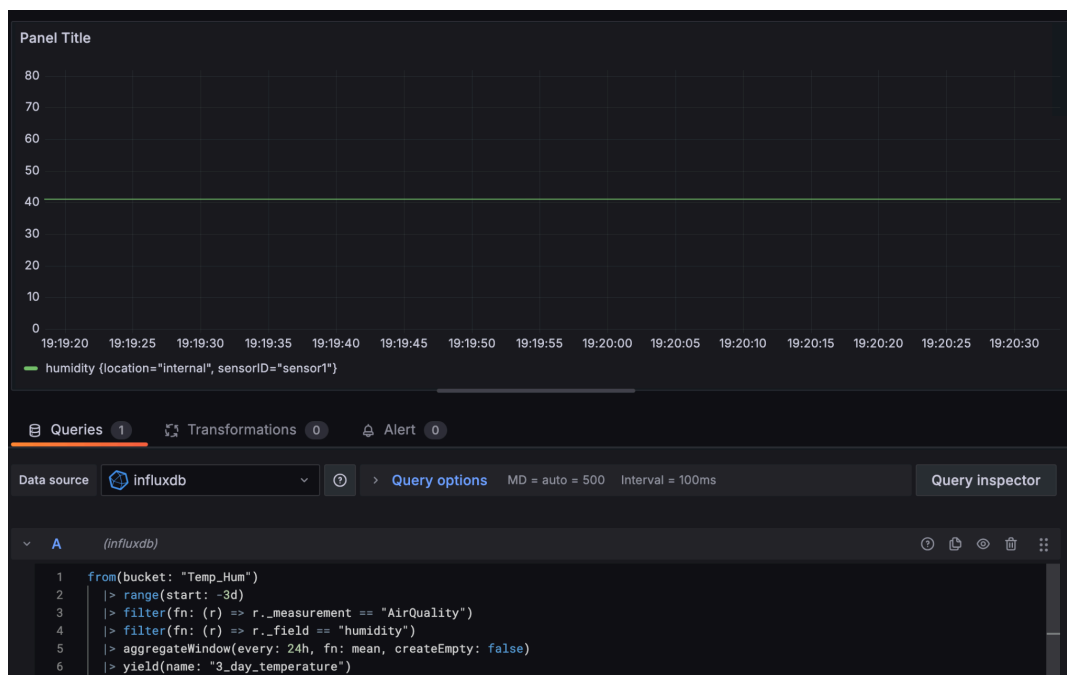 Panel Title
80
70
60
50
40
30
20
10
0
19:19:20 19:19:25 19:19:30 19:19:35 19:19:40 19:19:45 19:19:50 19:19:55 19:20:00 19:20:05 19:20:10 19:20:15 19:20:20 19:20:25 19:20:30
humidity {location="internal", sensorID="sensor1"}
Queries 1 Transformations 0 Alert 0
Data source influxdb Query options MD = auto = 500 Interval = 100ms Query inspector
A (influxdb)
1 from(bucket: "Temp_Hum")
2 |> range(start: -3d)
3 |> filter(fn: (r) => r._measurement == "AirQuality")
4 |> filter(fn: (r) => r._field == "humidity")
5 |> aggregateWindow(every: 24h, fn: mean, createEmpty: false)
6 |> yield(name: "3_day_temperature")